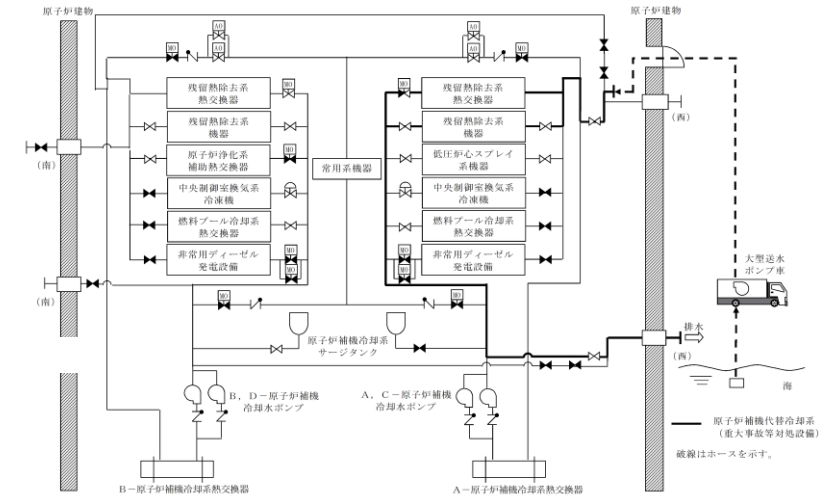 原子炉建物
原子炉建物
AO
AO
AO
AO
MO
MO
残留熱除去系
熱交換器
MO
残留熱除去系
機器
原子炉浄化系
補助熱交換器
MO
中央制御室換気系
冷凍機
燃料プール冷却系
熱交換器
非常用ディーゼル
発電設備
MO
MO
常用系機器
MO
残留熱除去系
熱交換器
残留熱除去系
機器
低圧炉心スプレイ
系機器
中央制御室換気系
冷凍機
燃料プール冷却系
熱交換器
MO
MO
非常用ディーゼル
発電設備
(南)
(南)
(西)
大型送水
ポンプ車
MO
MO
原子炉補機冷却系
サージタンク
排水
(西)
海
B,D-原子炉補機
冷却水ポンプ
A,C-原子炉補機
冷却水ポンプ
原子炉補機代替冷却系
(重大事故等対処設備)
破線はホースを示す。
B-原子炉補機冷却系熱交換器
A-原子炉補機冷却系熱交換器